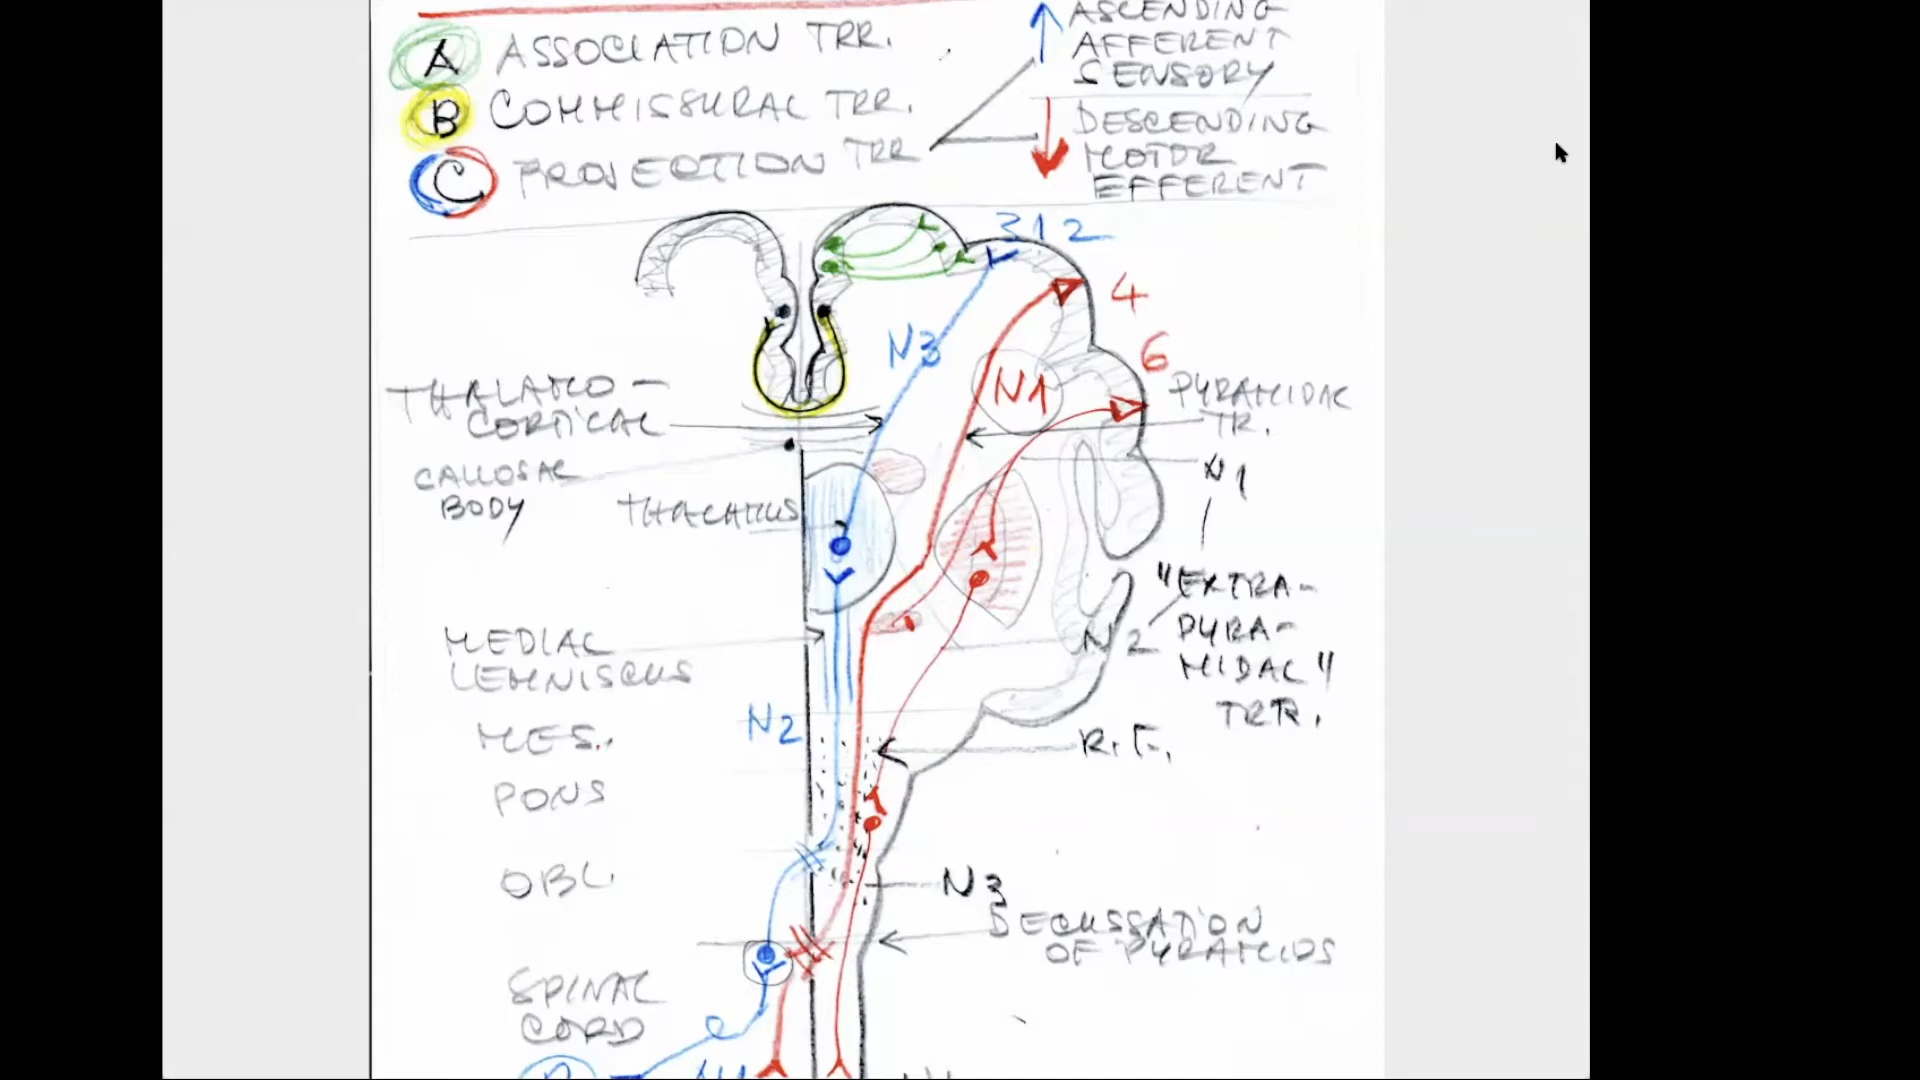 A ASSOCIATION TRR.
B COMMISSURAL TRR.
C PROJECTION TRR
ASCENDING
AFFERENT
SENSORY
DESCENDING
MOTOR
EFFERENT
3 1 2
4
6
N3
N1
THALAMO-
CORTICAL
CALLOSAL
BODY
THALAMUS
PYRAMIDAL
TR.
N1
"EXTRA-
PYRA-
MIDAL"
TRR.
N2
MEDIAL
LEMNISCUS
N2
MES.
PONS
OBL.
R.F.
N3
DECUSSATION
OF PYRAMIDS
SPINAL
CORD